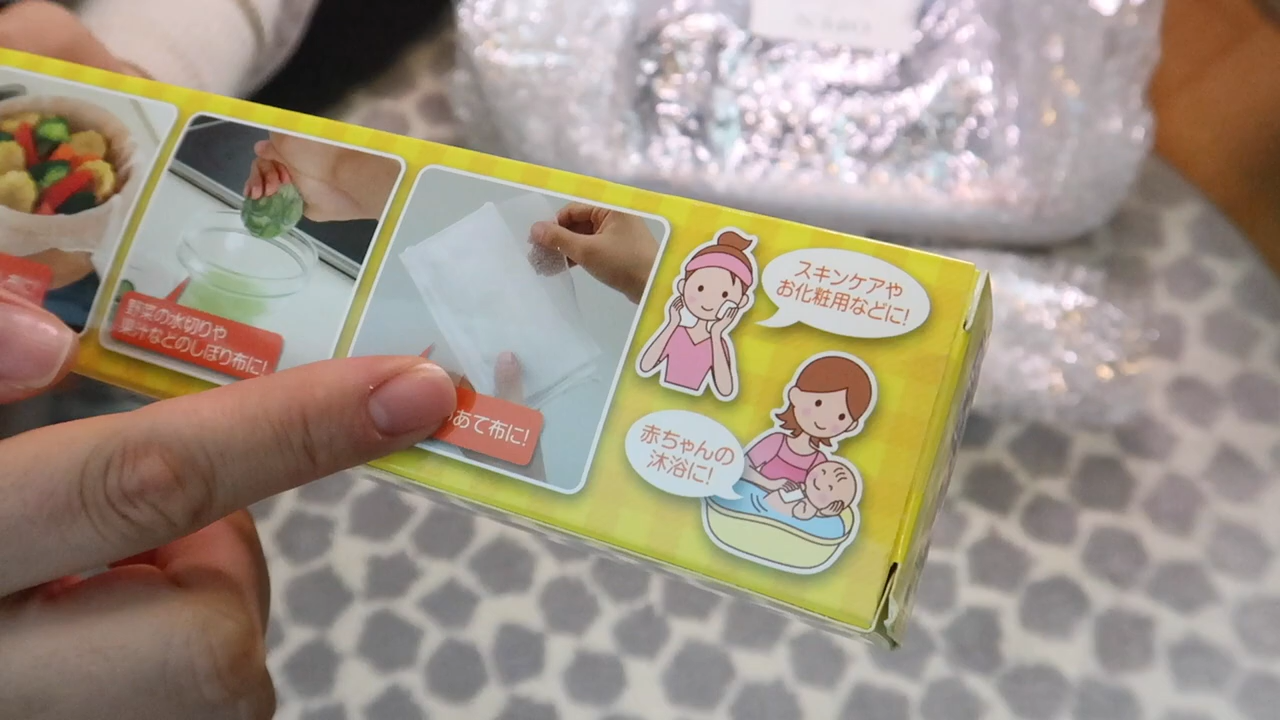 野菜の水切りや
果汁などのしぼり布に!
あて布に!
スキンケアや
お化粧用などに!
赤ちゃんの
沐浴に!